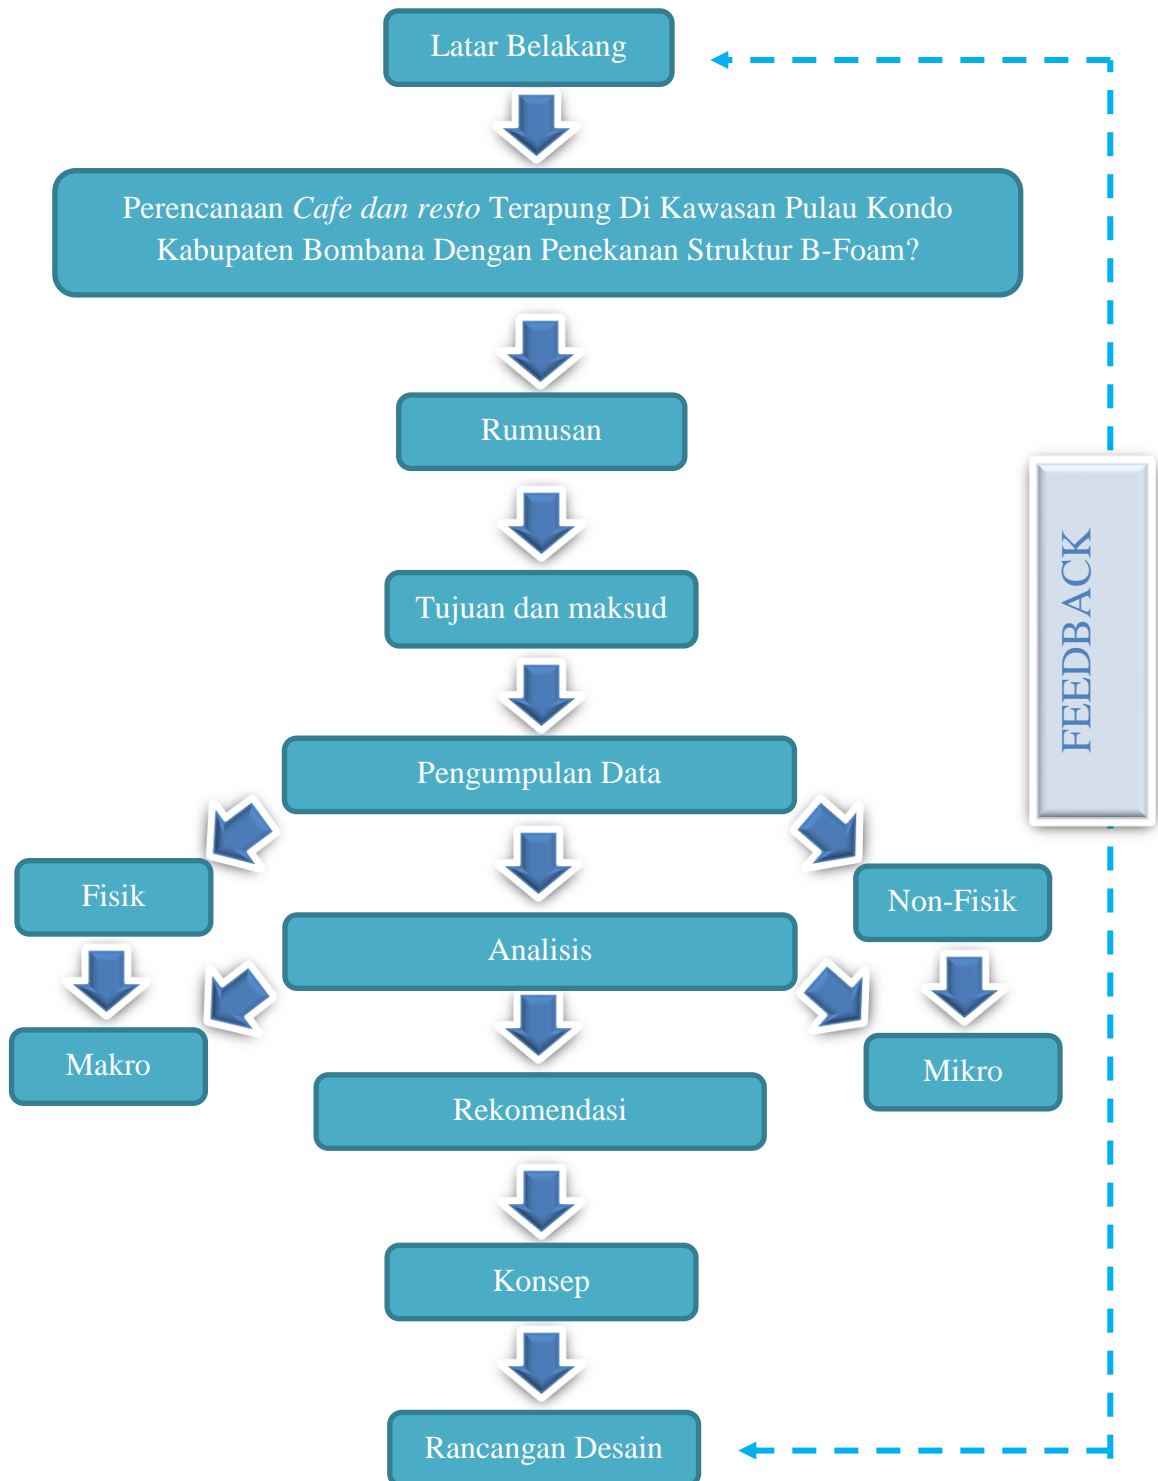 Latar Belakang
Perencanaan Cafe dan resto Terapung Di Kawasan Pulau Kondo
Kabupaten Bombana Dengan Penekanan Struktur B-Foam?
Rumusan
Tujuan dan maksud
Pengumpulan Data
Fisik
Non-Fisik
Analisis
Makro
Mikro
Rekomendasi
Konsep
Rancangan Desain
FEEDBACK